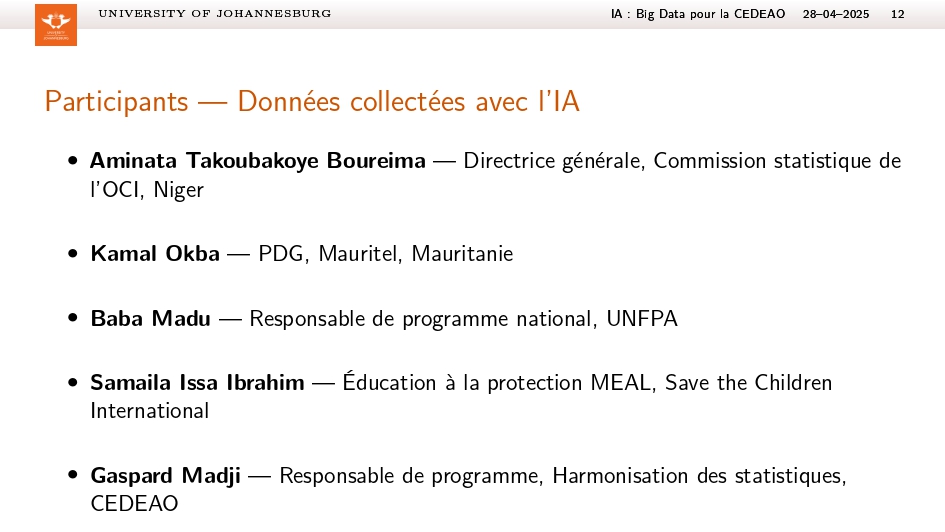 UNIVERSITY OF JOHANNESBURG
IA : Big Data pour la CEDEAO 28–04–2025 12
UNIVERSITY
JOHANNESBURG
Participants — Données collectées avec l'IA
• Aminata Takoubakoye Boureima — Directrice générale, Commission statistique de
l'OCI, Niger
• Kamal Okba — PDG, Mauritel, Mauritanie
• Baba Madu — Responsable de programme national, UNFPA
• Samaila Issa Ibrahim — Éducation à la protection MEAL, Save the Children
International
• Gaspard Madji — Responsable de programme, Harmonisation des statistiques,
CEDEAO